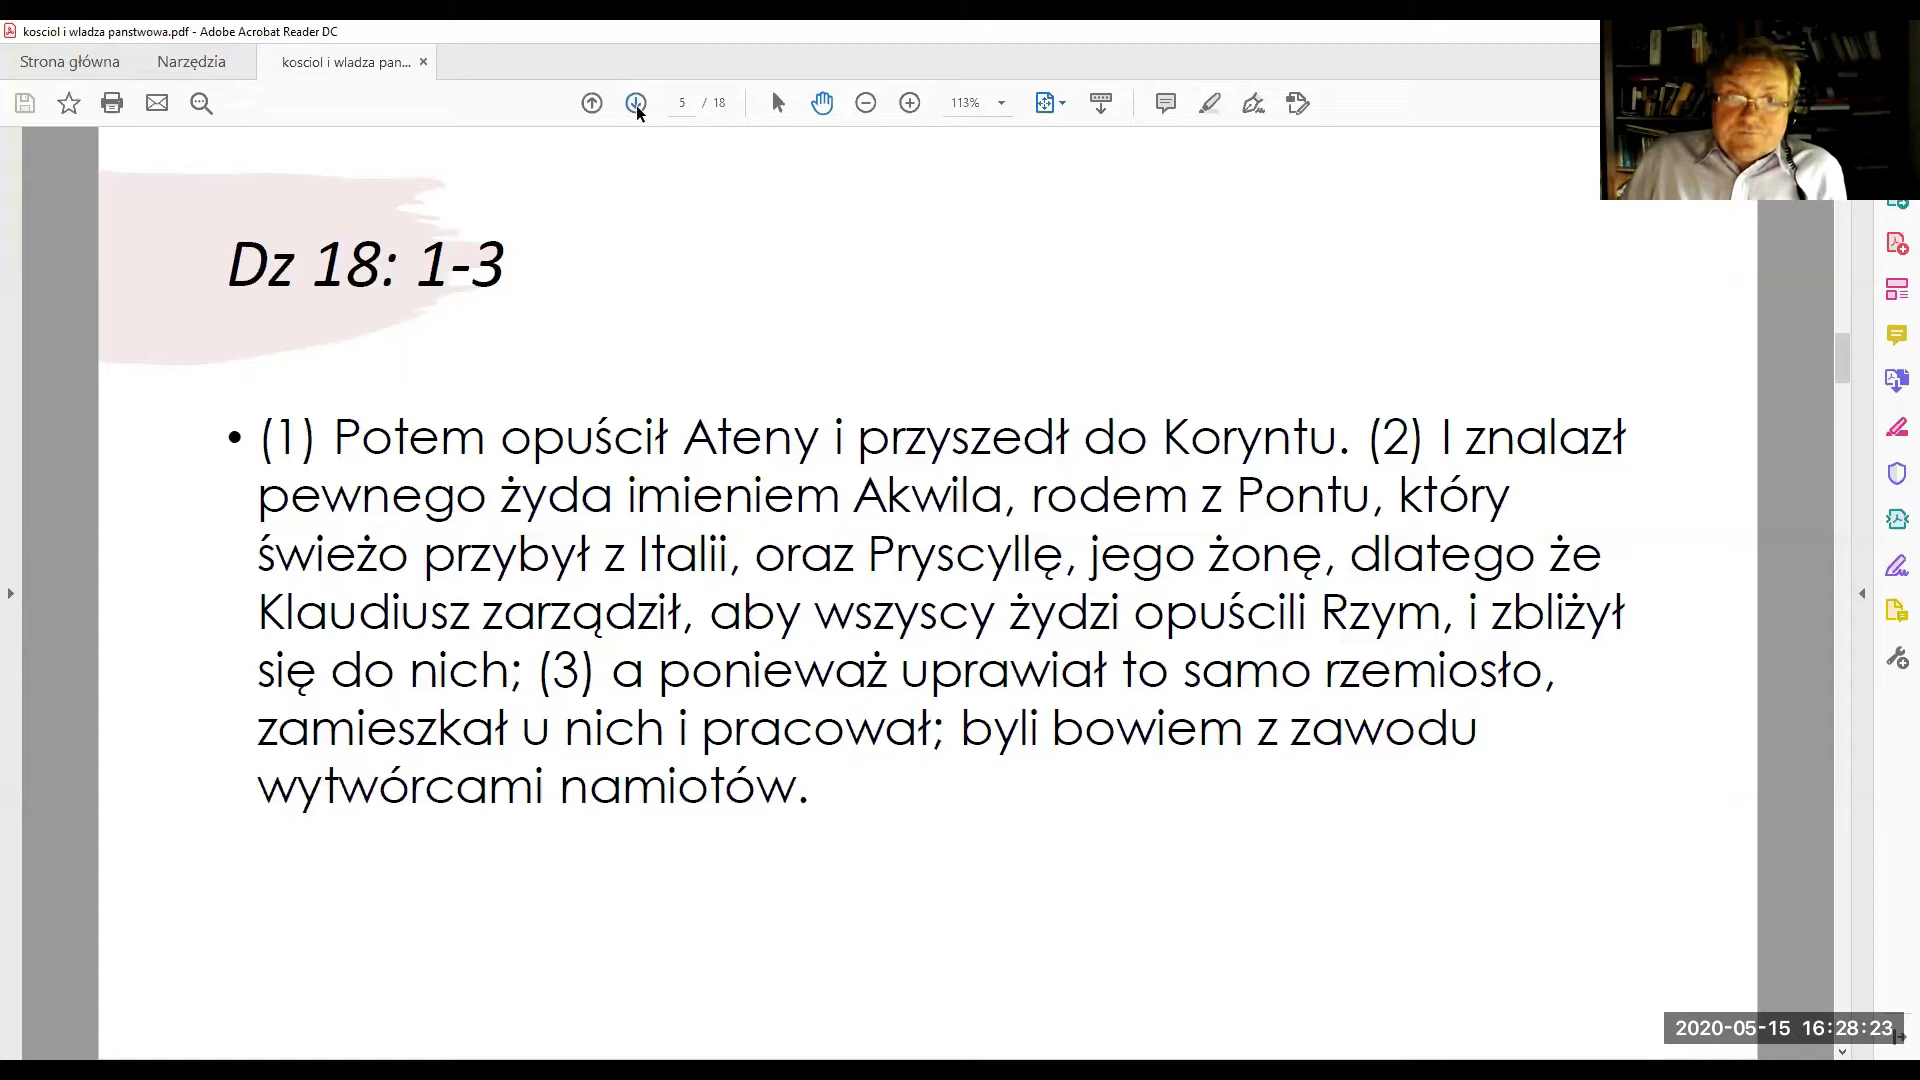 kosciol i wladza panstwowa.pdf - Adobe Acrobat Reader DC
Strona główna Narzędzia kosciol i wladza pan... ×
5 / 18 113%
Dz 18: 1-3
• (1) Potem opuścił Ateny i przyszedł do Koryntu. (2) I znalazł
pewnego żyda imieniem Akwila, rodem z Pontu, który
świeżo przybył z Italii, oraz Pryscyllę, jego żonę, dlatego że
Klaudiusz zarządził, aby wszyscy żydzi opuścili Rzym, i zbliżył
się do nich; (3) a ponieważ uprawiał to samo rzemiosło,
zamieszkał u nich i pracował; byli bowiem z zawodu
wytwórcami namiotów.
2020-05-15 16:28:23